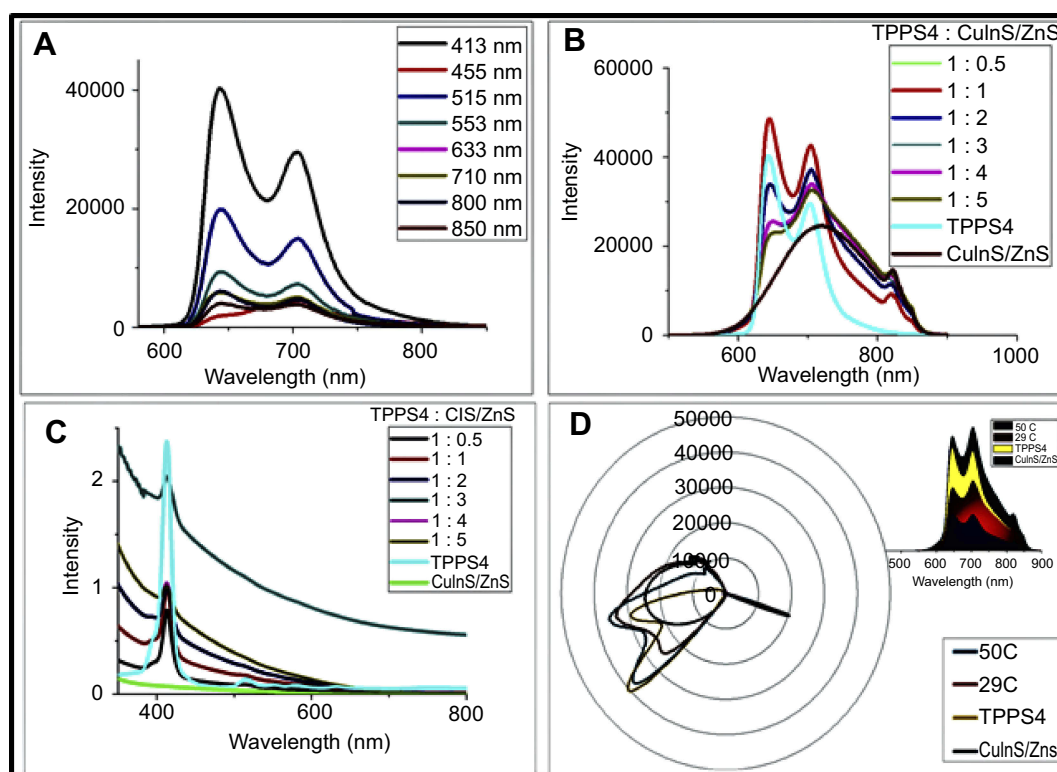 A
413 nm
455 nm
515 nm
553 nm
633 nm
710 nm
800 nm
850 nm
40000
20000
0
600
700
800
Intensity
Wavelength (nm)
B
TPPS4 : CuInS/ZnS
1 : 0.5
1 : 1
1 : 2
1 : 3
1 : 4
1 : 5
TPPS4
CuInS/ZnS
60000
40000
20000
0
600
800
1000
Intensity
Wavelength (nm)
C
TPPS4 : CIS/ZnS
1 : 0.5
1 : 1
1 : 2
1 : 3
1 : 4
1 : 5
TPPS4
CuInS/ZnS
2
1
0
400
600
800
Intensity
Wavelength (nm)
D
50000
40000
30000
20000
10000
0
50 C
29 C
TPPS4
CuInS/ZnS
500
600
700
800
900
Wavelength (nm)
50C
29C
TPPS4
CuInS/Zns